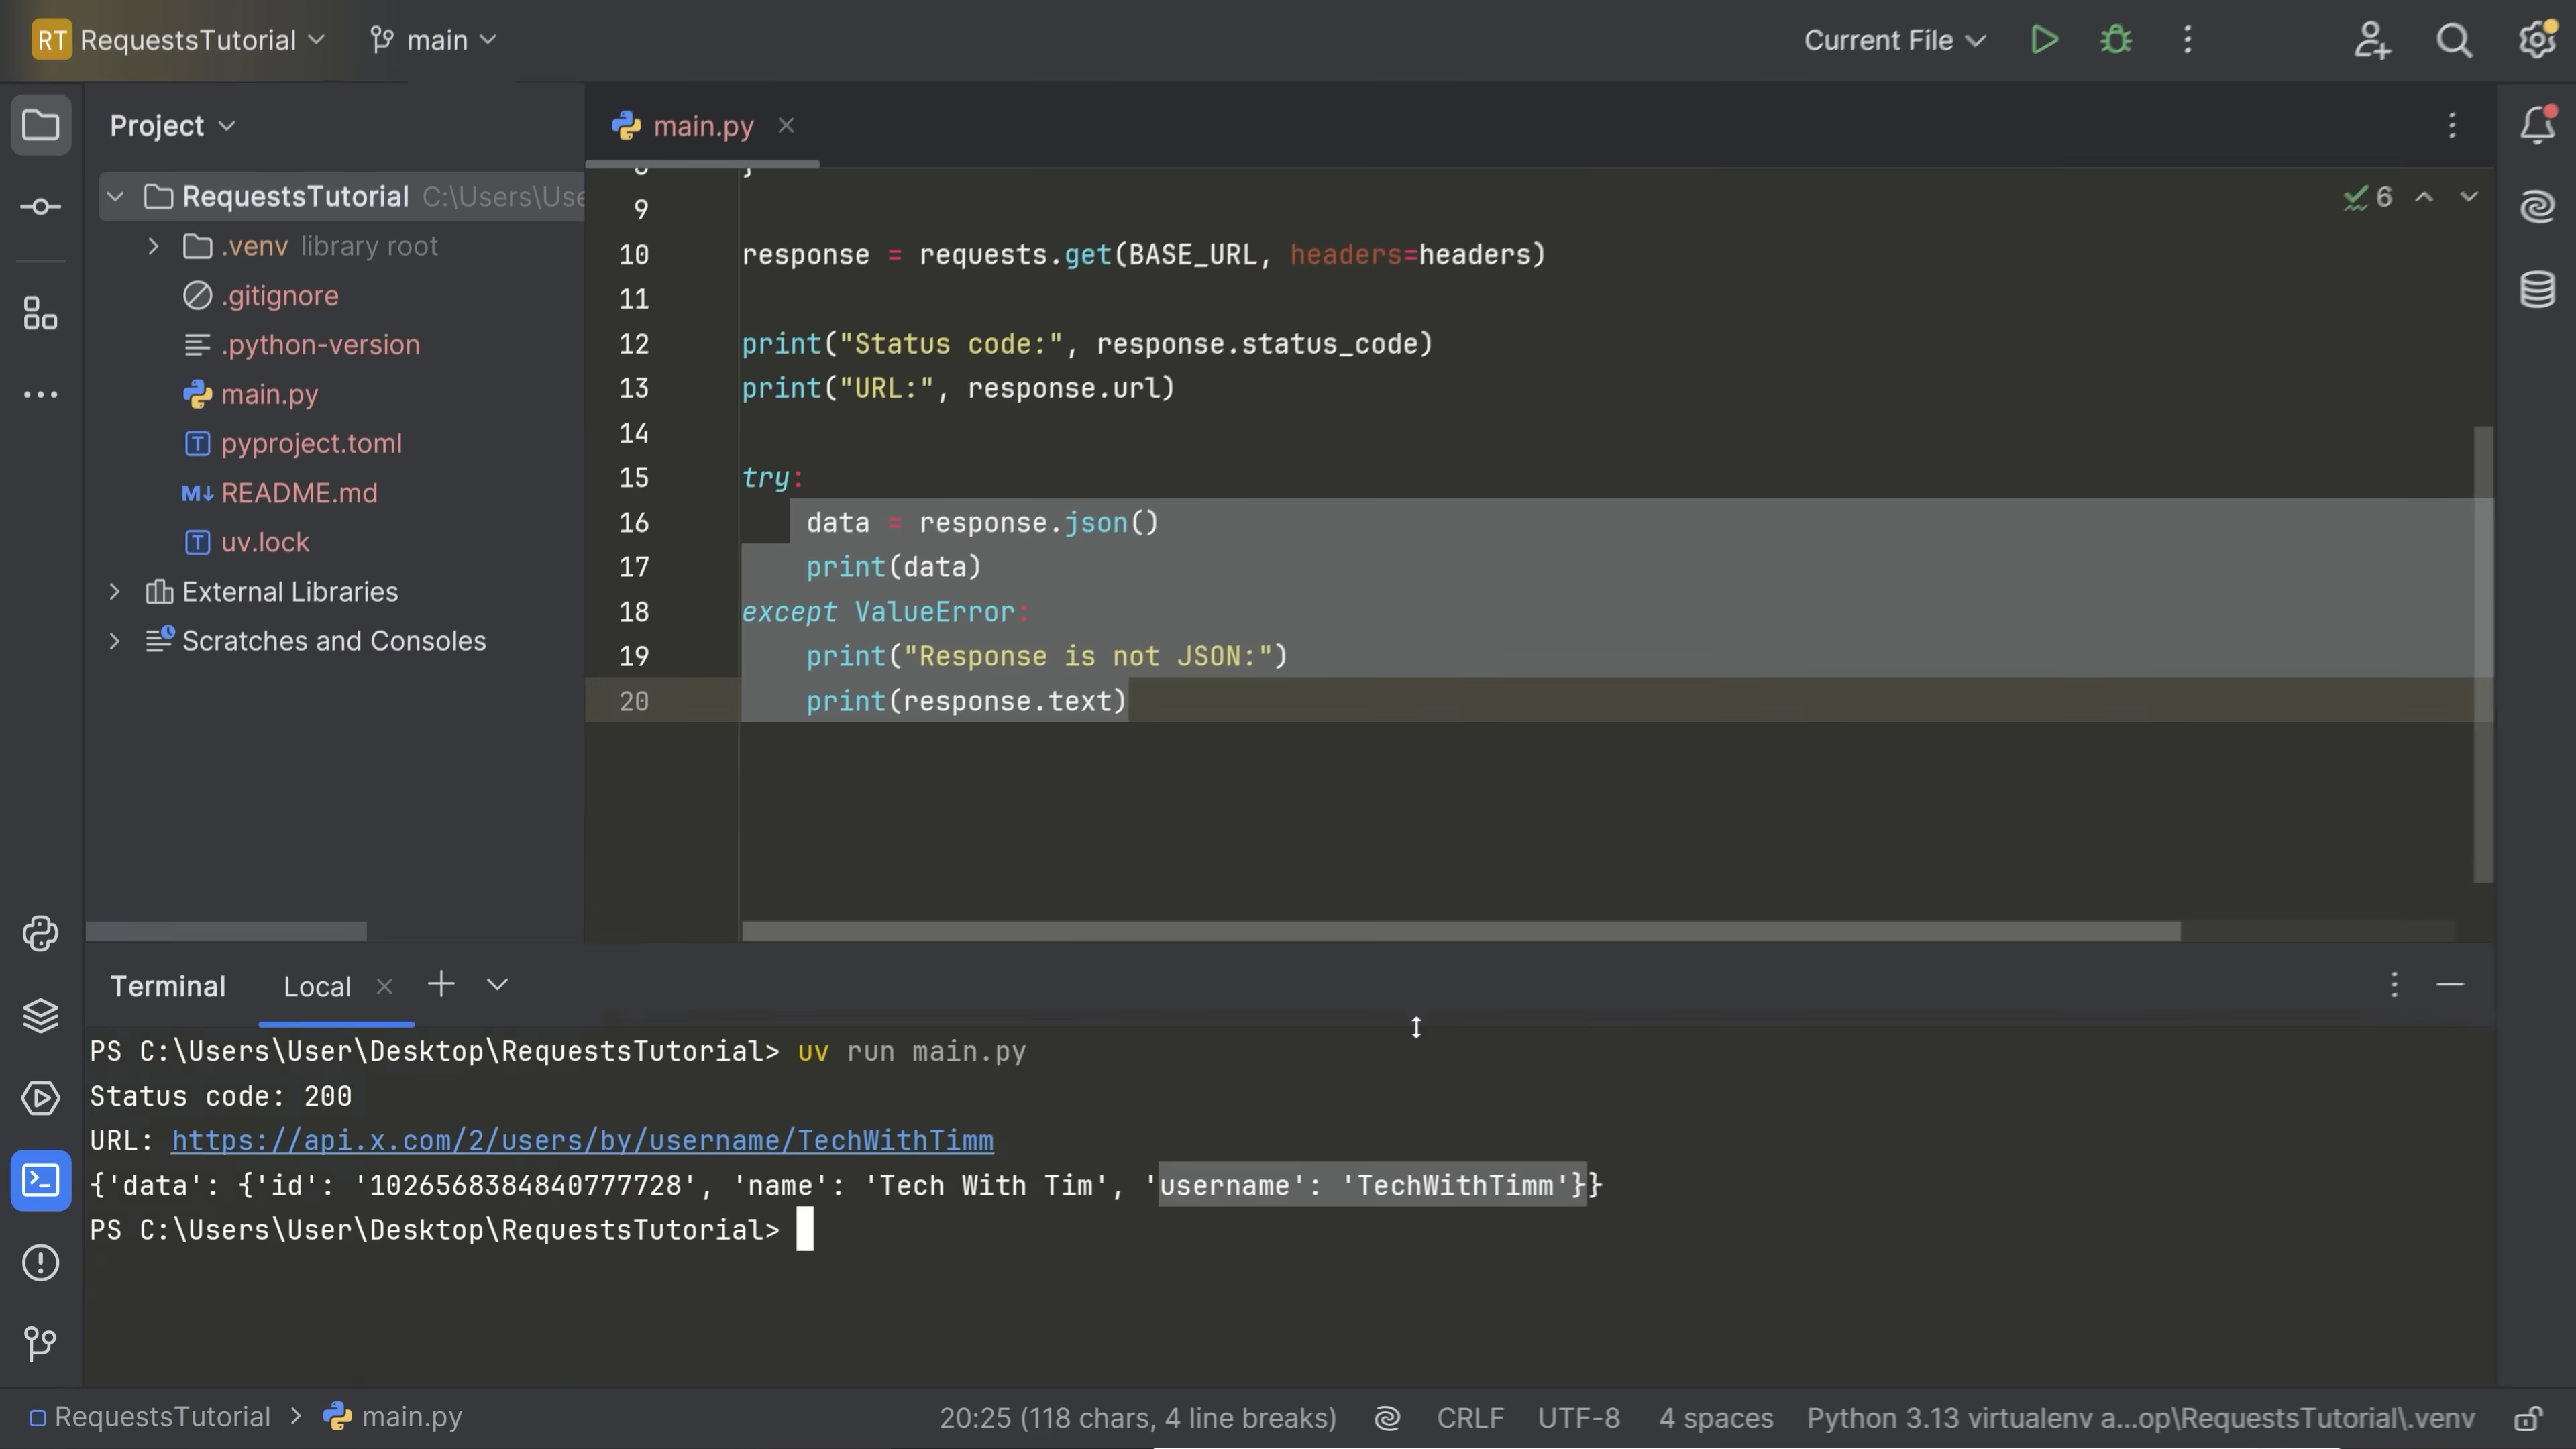 RT RequestsTutorial main Current File
Project
main.py
RequestsTutorial C:\Users\Use
.venv library root
.gitignore
.python-version
main.py
pyproject.toml
README.md
uv.lock
External Libraries
Scratches and Consoles
6
9
10 response = requests.get(BASE_URL, headers=headers)
11
12 print("Status code:", response.status_code)
13 print("URL:", response.url)
14
15 try:
16     data = response.json()
17     print(data)
18 except ValueError:
19     print("Response is not JSON:")
20     print(response.text)
Terminal Local
PS C:\Users\User\Desktop\RequestsTutorial> uv run main.py
Status code: 200
URL: https://api.x.com/2/users/by/username/TechWithTimm
{'data': {'id': '1026568384840777728', 'name': 'Tech With Tim', 'username': 'TechWithTimm'}}
PS C:\Users\User\Desktop\RequestsTutorial>
RequestsTutorial > main.py 20:25 (118 chars, 4 line breaks) CRLF UTF-8 4 spaces Python 3.13 virtualenv a...op\RequestsTutorial\.venv